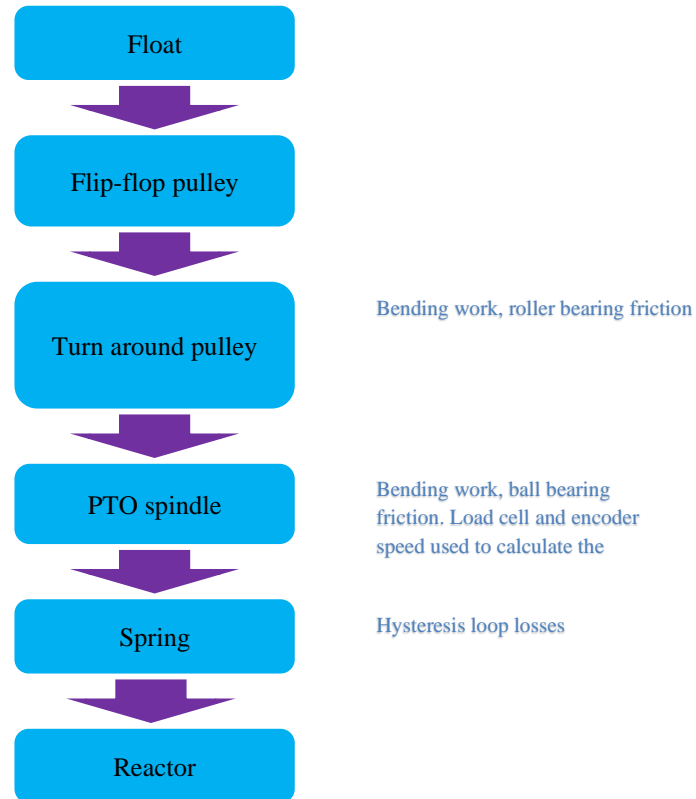 Float
Flip-flop pulley
Turn around pulley
Bending work, roller bearing friction
PTO spindle
Bending work, ball bearing
friction. Load cell and encoder
speed used to calculate the
Spring
Hysteresis loop losses
Reactor